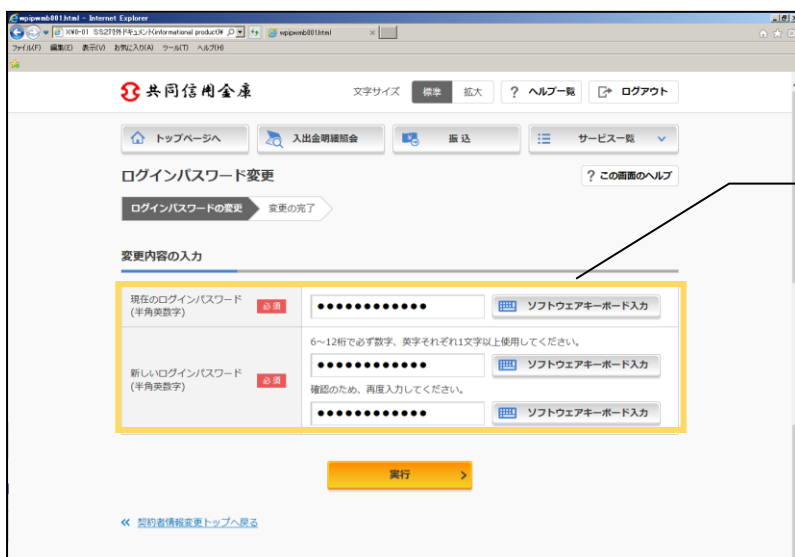 wpipwmb001.html - Internet Explorer
wpipwmb001.html
ファイル(F) 編集(E) 表示(V) お気に入り(A) ツール(T) ヘルプ(H)
共同信用金庫
文字サイズ 標準 拡大 ? ヘルプ一覧 ログアウト
トップページへ 入出金明細照会 振込 サービス一覧
ログインパスワード変更 ? この画面のヘルプ
ログインパスワードの変更 変更の完了
変更内容の入力
現在のログインパスワード
(半角英数字)
必須
●●●●●●●●●●●● ソフトウェアキーボード入力
新しいログインパスワード
(半角英数字)
必須
6～12桁で必ず数字、英字それぞれ1文字以上使用してください。
●●●●●●●●●●●● ソフトウェアキーボード入力
確認のため、再度入力してください。
●●●●●●●●●●●● ソフトウェアキーボード入力
実行
« 契約者情報変更トップへ戻る